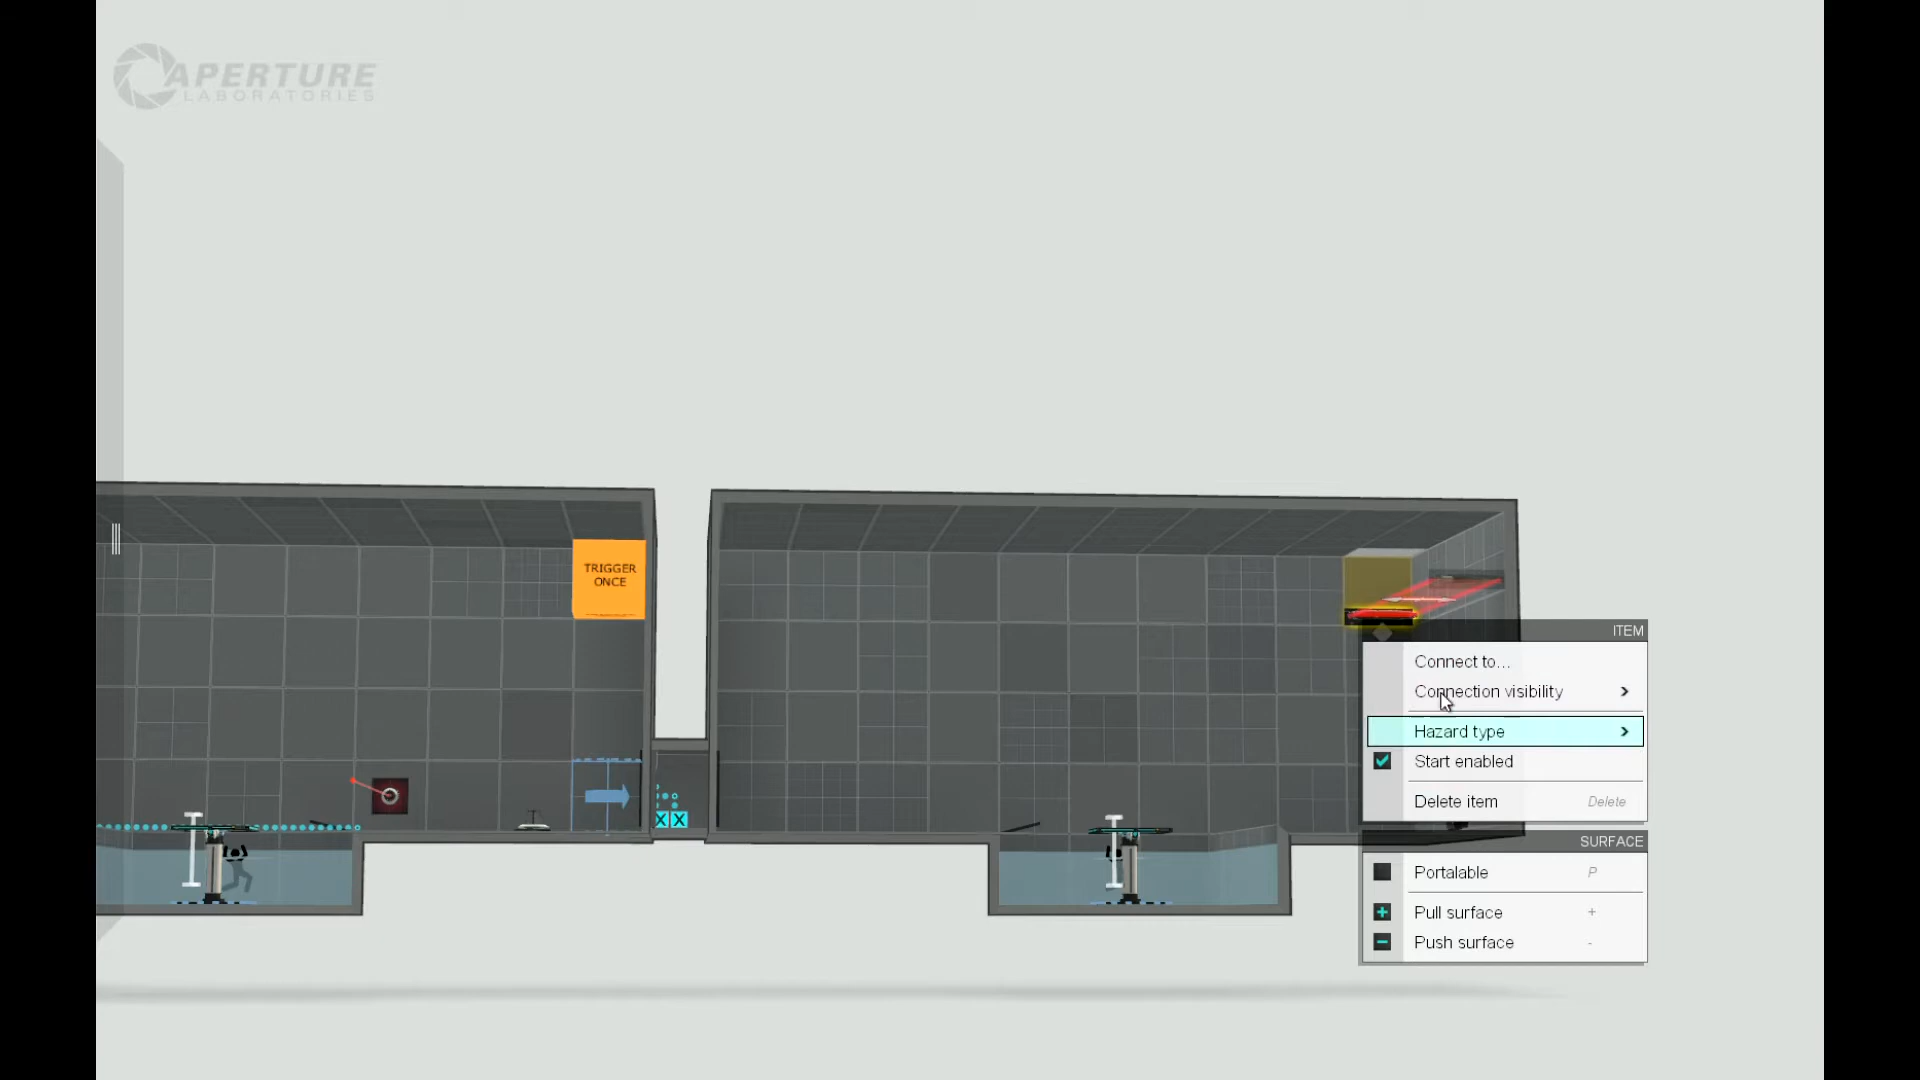 APERTURE
LABORATORIES
TRIGGER
ONCE
ITEM
Connect to...
Connection visibility
Hazard type
Start enabled
Delete item Delete
SURFACE
Portalable P
Pull surface +
Push surface -